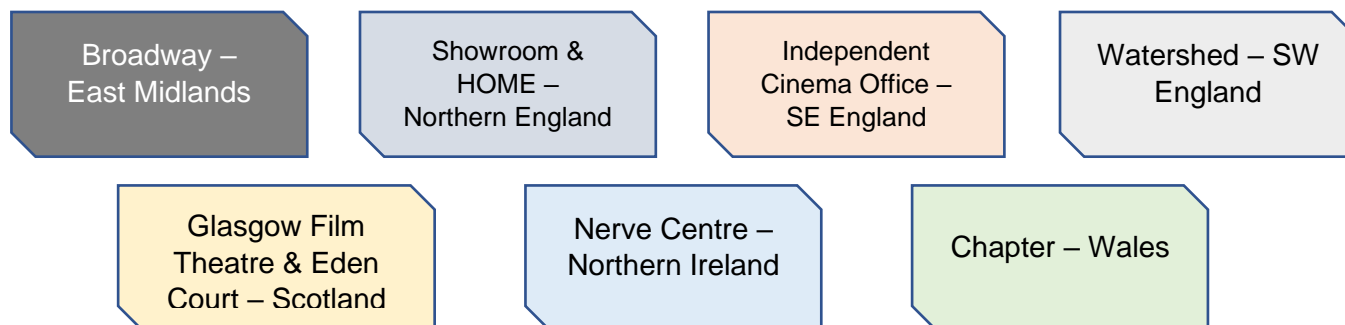 Broadway –
East Midlands
Showroom &
HOME –
Northern England
Independent
Cinema Office –
SE England
Watershed – SW
England
Glasgow Film
Theatre & Eden
Court – Scotland
Nerve Centre –
Northern Ireland
Chapter – Wales